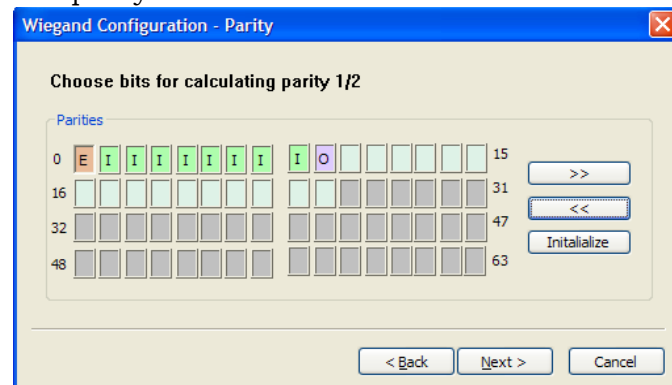 Wiegand Configuration - Parity
Choose bits for calculating parity 1/2
Parities
0 E I I I I I I I I O 15
>>
16 31
<<
32 47
Initalialize
48 63
< Back Next > Cancel